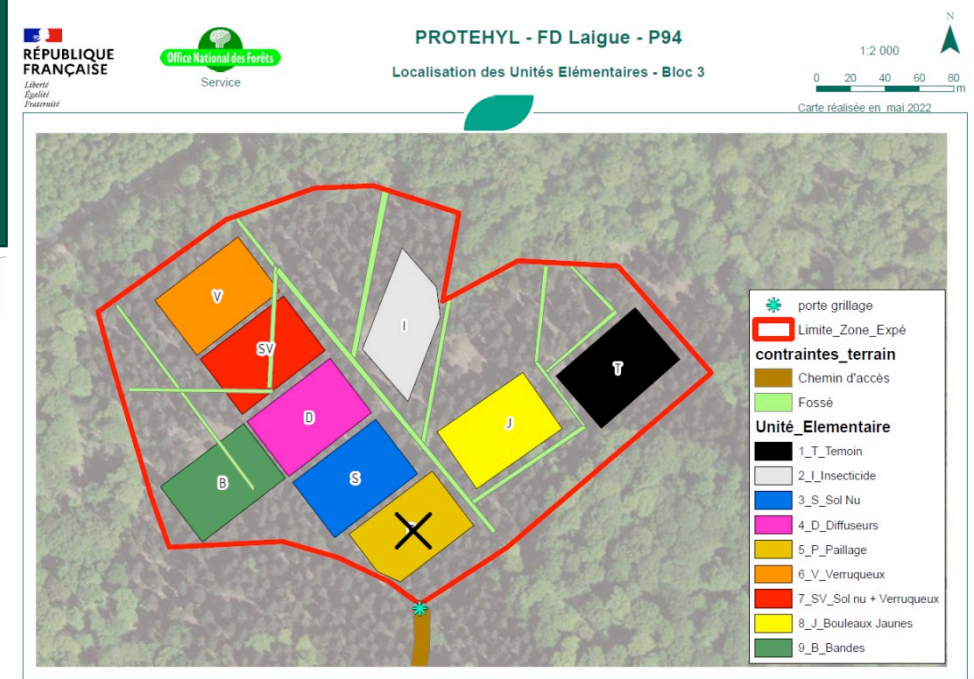 RÉPUBLIQUE
FRANÇAISE
Liberté
Égalité
Fraternité
Office National des Forêts
Service
PROTEHYL - FD Laigue - P94
Localisation des Unités Elémentaires - Bloc 3
N
1:2 000
0 20 40 60 80
m
Carte réalisée en mai 2022
V
SV
I
T
D
J
B
S
porte grillage
Limite_Zone_Expé
contraintes_terrain
Chemin d'accès
Fossé
Unité_Elementaire
1_T_Temoin
2_I_Insecticide
3_S_Sol Nu
4_D_Diffuseurs
5_P_Paillage
6_V_Verruqueux
7_SV_Sol nu + Verruqueux
8_J_Bouleaux Jaunes
9_B_Bandes